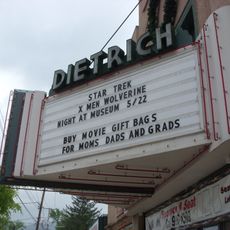 DIETRICH
STAR TREK
X MEN WOLVERINE
NIGHT AT MUSEUM 5/22
BUY MOVIE GIFT BAGS
FOR MOMS DADS AND GRADS